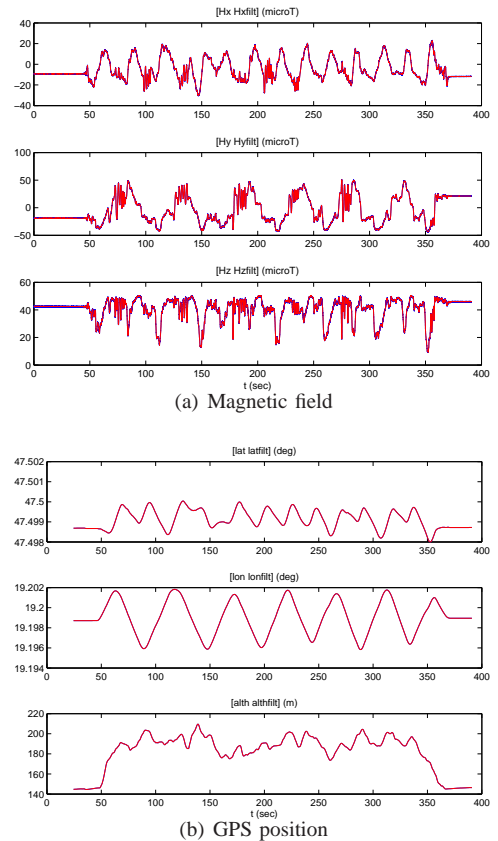 [Hx Hxfilt] (microT)
40
20
0
−20
−40
0 50 100 150 200 250 300 350 400
[Hy Hyfilt] (microT)
100
50
0
−50
0 50 100 150 200 250 300 350 400
[Hz Hzfilt] (microT)
60
40
20
0
0 50 100 150 200 250 300 350 400
t (sec)
(a) Magnetic field
[lat latfilt] (deg)
47.502
47.5
47.499
47.498
0 50 100 150 200 250 300 350 400
[lon lonfilt] (deg)
19.202
19.2
19.198
19.196
19.194
0 50 100 150 200 250 300 350 400
[alth althfilt] (m)
220
200
180
160
140
0 50 100 150 200 250 300 350 400
t (sec)
(b) GPS position